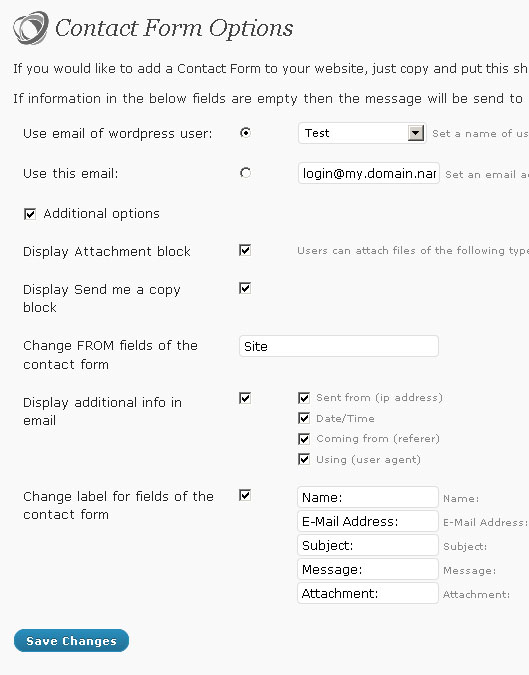 Contact Form Options
If you would like to add a Contact Form to your website, just copy and put this sh
If information in the below fields are empty then the message will be send to
Use email of wordpress user: Test Set a name of us
Use this email: login@my.domain.nar Set an email a
Additional options
Display Attachment block Users can attach files of the following type
Display Send me a copy
block
Change FROM fields of the
contact form
Site
Display additional info in
email
Sent from (ip address)
Date/Time
Coming from (referer)
Using (user agent)
Change label for fields of the
contact form
Name: Name:
E-Mail Address: E-Mail Address:
Subject: Subject:
Message: Message:
Attachment: Attachment:
Save Changes